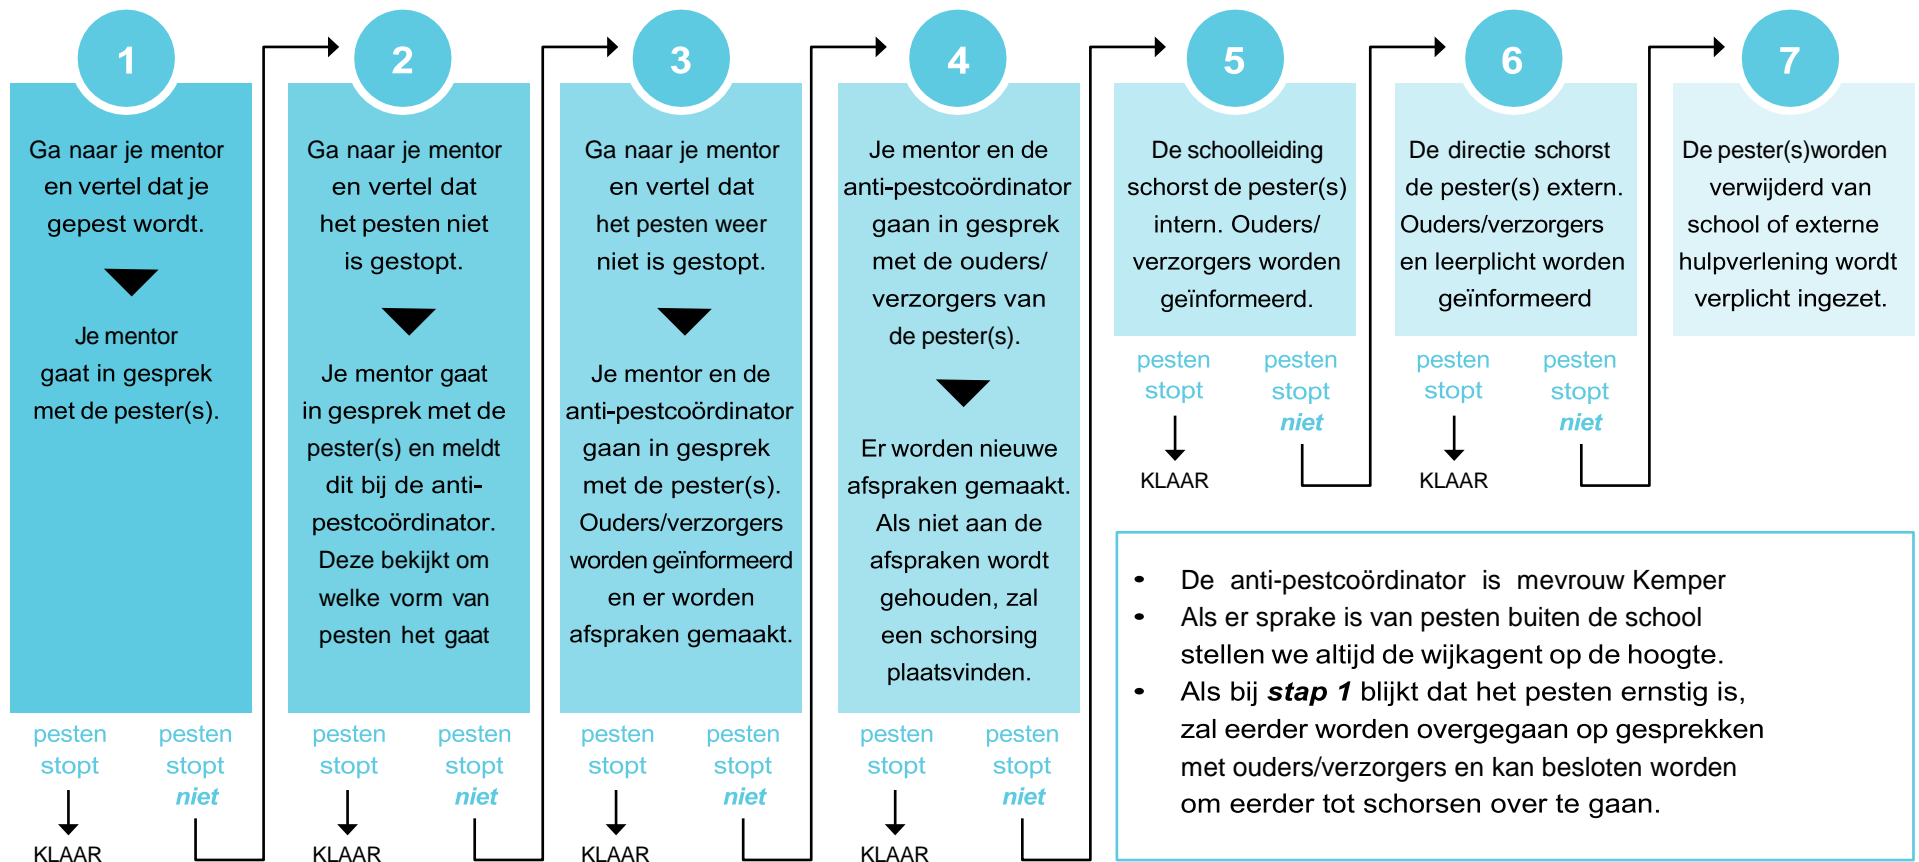 1
Ga naar je mentor
en vertel dat je
gepest wordt.
Je mentor
gaat in gesprek
met de pester(s).
pesten
stopt
KLAAR
pesten
stopt
niet
2
Ga naar je mentor
en vertel dat
het pesten niet
is gestopt.
Je mentor gaat
in gesprek met de
pester(s) en meldt
dit bij de anti-
pestcoördinator.
Deze bekijkt om
welke vorm van
pesten het gaat
pesten
stopt
KLAAR
pesten
stopt
niet
3
Ga naar je mentor
en vertel dat
het pesten weer
niet is gestopt.
Je mentor en de
anti-pestcoördinator
gaan in gesprek
met de pester(s).
Ouders/verzorgers
worden geïnformeerd
en er worden
afspraken gemaakt.
pesten
stopt
KLAAR
pesten
stopt
niet
4
Je mentor en de
anti-pestcoördinator
gaan in gesprek
met de ouders/
verzorgers van
de pester(s).
Er worden nieuwe
afspraken gemaakt.
Als niet aan de
afspraken wordt
gehouden, zal
een schorsing
plaatsvinden.
pesten
stopt
KLAAR
pesten
stopt
niet
5
De schoolleiding
schorst de pester(s)
intern. Ouders/
verzorgers worden
geïnformeerd.
pesten
stopt
KLAAR
pesten
stopt
niet
6
De directie schorst
de pester(s) extern.
Ouders/verzorgers
en leerplicht worden
geïnformeerd
pesten
stopt
KLAAR
pesten
stopt
niet
7
De pester(s)worden
verwijderd van
school of externe
hulpverlening wordt
verplicht ingezet.
• De anti-pestcoördinator is mevrouw Kemper
• Als er sprake is van pesten buiten de school
stellen we altijd de wijkagent op de hoogte.
• Als bij stap 1 blijkt dat het pesten ernstig is,
zal eerder worden overgegaan op gesprekken
met ouders/verzorgers en kan besloten worden
om eerder tot schorsen over te gaan.